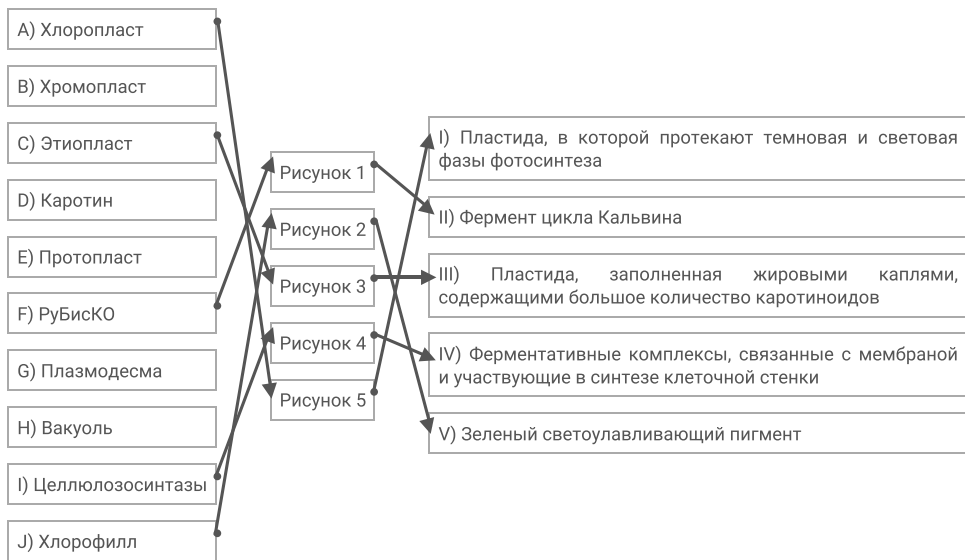 A) Хлоропласт
B) Хромопласт
C) Этиопласт
D) Каротин
E) Протопласт
F) РуБисКО
G) Плазмодесма
H) Вакуоль
I) Целлюлозосинтазы
J) Хлорофилл
Рисунок 1
Рисунок 2
Рисунок 3
Рисунок 4
Рисунок 5
I) Пластида, в которой протекают темновая и световая
фазы фотосинтеза
II) Фермент цикла Кальвина
III) Пластида, заполненная жировыми каплями,
содержащими большое количество каротиноидов
IV) Ферментативные комплексы, связанные с мембраной
и участвующие в синтезе клеточной стенки
V) Зеленый светоулавливающий пигмент